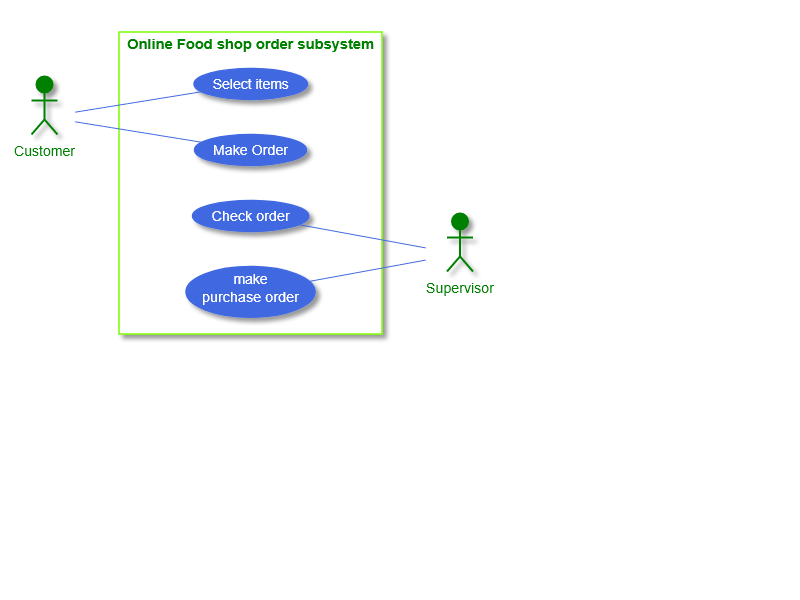 Online Food shop order subsystem
Select items
Customer
Make Order
Check order
make
purchase order
Supervisor